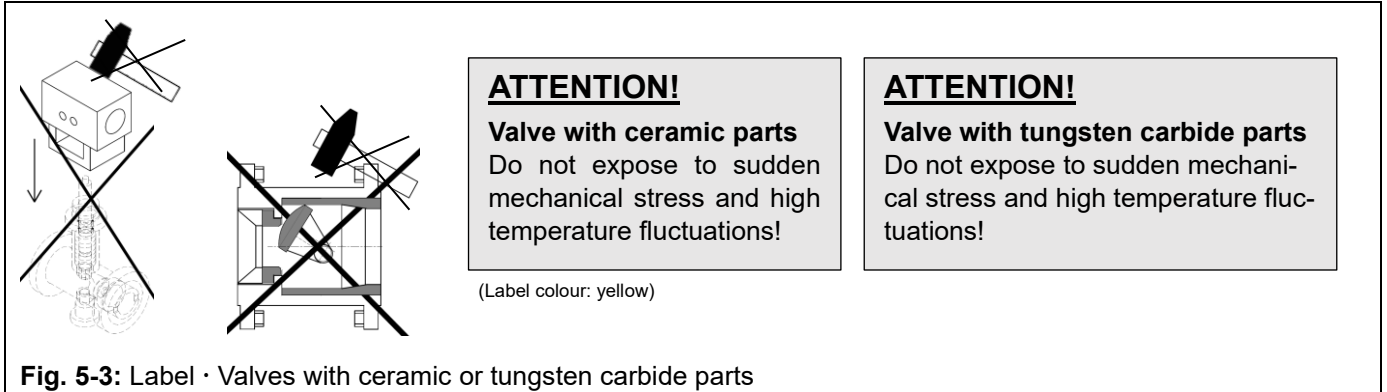 ATTENTION!
Valve with ceramic parts
Do not expose to sudden
mechanical stress and high
temperature fluctuations!
(Label colour: yellow)
ATTENTION!
Valve with tungsten carbide parts
Do not expose to sudden mechani-
cal stress and high temperature fluc-
tuations!
Fig. 5-3: Label · Valves with ceramic or tungsten carbide parts